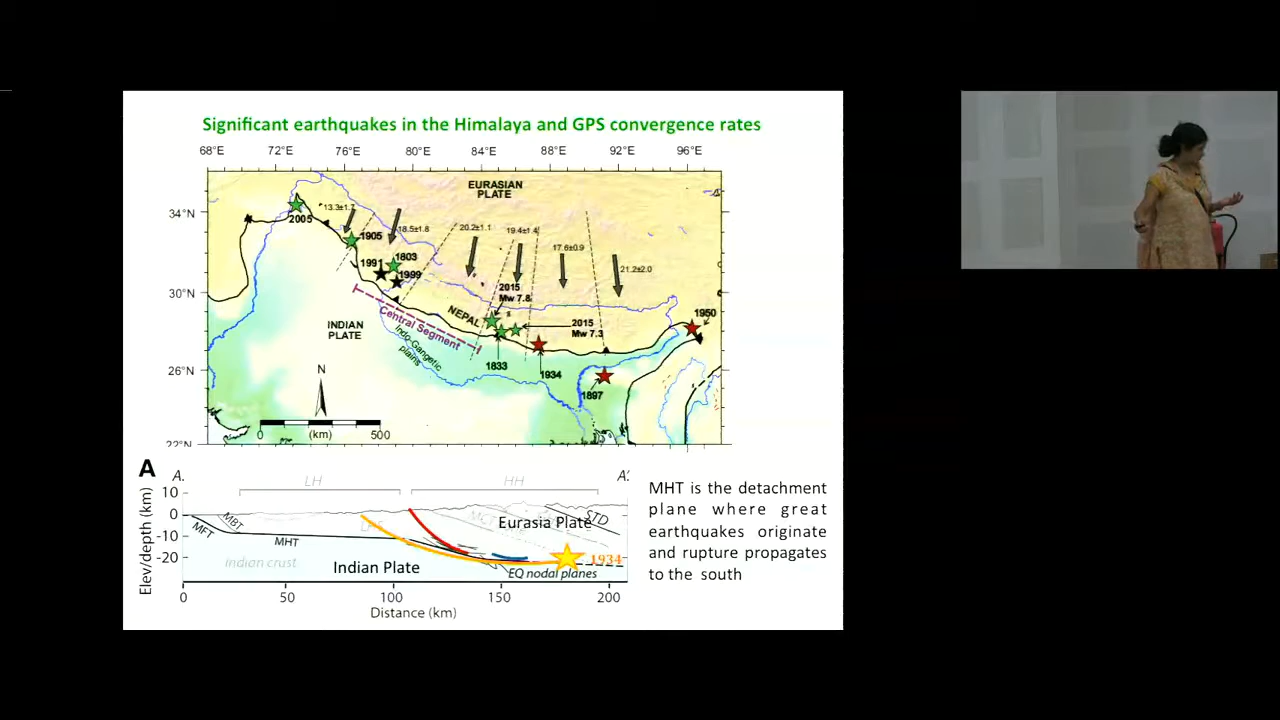 Significant earthquakes in the Himalaya and GPS convergence rates
68°E 72°E 76°E 80°E 84°E 88°E 92°E 96°E
EURASIAN
PLATE
34°N
30°N
26°N
22°N
2005
13.3±1.7
1905
18.5±1.8
20.2±1.1
19.4±1.4
17.6±0.9
21.2±2.0
1803
1991
1999
2015
Mw 7.8
NEPAL
2015
Mw 7.3
1950
Central Segment
INDIAN
PLATE
Indo-Gangetic
plains
1833
1934
1897
N
0 (km) 500
A
A. A'
LH HH
Elev/depth (km)
10
0
-10
-20
MFT
MBT
MHT
STD
Eurasia Plate
Indian crust
Indian Plate
1934
EQ nodal planes
0 50 100 150 200
Distance (km)
MHT is the detachment
plane where great
earthquakes originate
and rupture propagates
to the south